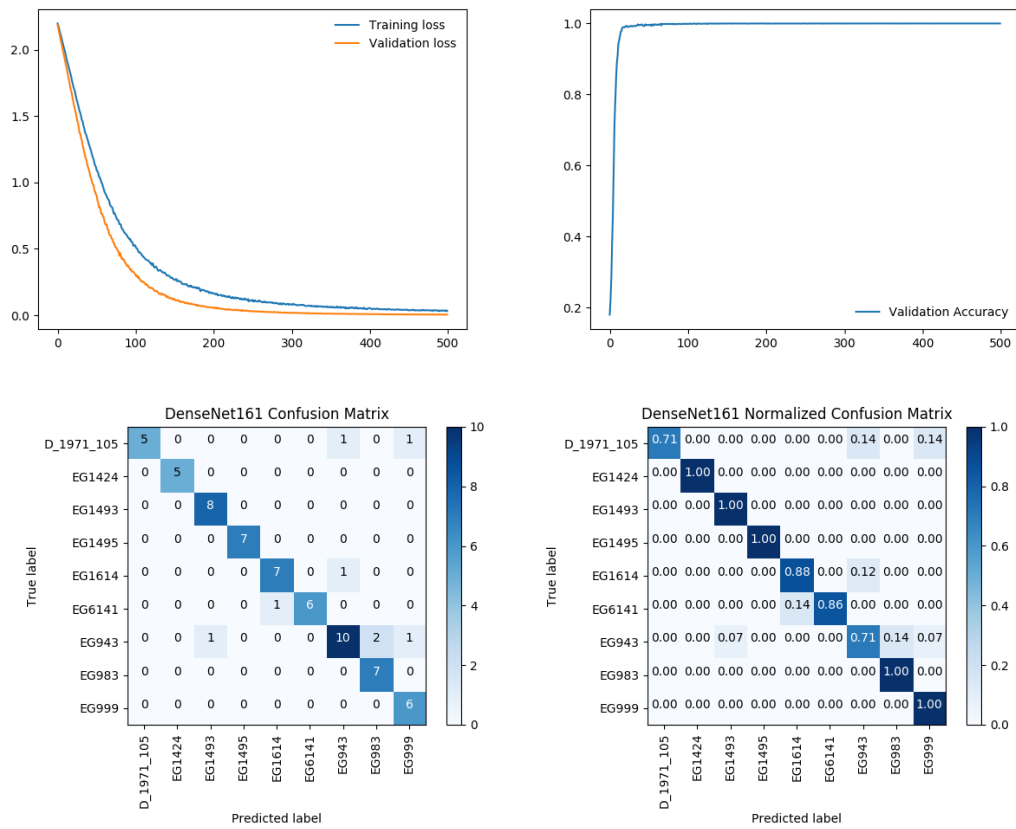 Training loss
Validation loss
2.0
1.5
1.0
0.5
0.0
0 100 200 300 400 500
1.0
0.8
0.6
0.4
0.2
Validation Accuracy
0 100 200 300 400 500
DenseNet161 Confusion Matrix
True label
D_1971_105 5 0 0 0 0 0 1 0 1
EG1424 0 5 0 0 0 0 0 0 0
EG1493 0 0 8 0 0 0 0 0 0
EG1495 0 0 0 7 0 0 0 0 0
EG1614 0 0 0 0 7 0 1 0 0
EG6141 0 0 0 0 1 6 0 0 0
EG943 0 0 1 0 0 0 10 2 1
EG983 0 0 0 0 0 0 0 7 0
EG999 0 0 0 0 0 0 0 0 6
D_1971_105 EG1424 EG1493 EG1495 EG1614 EG6141 EG943 EG983 EG999
Predicted label
10
8
6
4
2
0
DenseNet161 Normalized Confusion Matrix
True label
D_1971_105 0.71 0.00 0.00 0.00 0.00 0.00 0.14 0.00 0.14
EG1424 0.00 1.00 0.00 0.00 0.00 0.00 0.00 0.00 0.00
EG1493 0.00 0.00 1.00 0.00 0.00 0.00 0.00 0.00 0.00
EG1495 0.00 0.00 0.00 1.00 0.00 0.00 0.00 0.00 0.00
EG1614 0.00 0.00 0.00 0.00 0.88 0.00 0.12 0.00 0.00
EG6141 0.00 0.00 0.00 0.00 0.14 0.86 0.00 0.00 0.00
EG943 0.00 0.00 0.07 0.00 0.00 0.00 0.71 0.14 0.07
EG983 0.00 0.00 0.00 0.00 0.00 0.00 0.00 1.00 0.00
EG999 0.00 0.00 0.00 0.00 0.00 0.00 0.00 0.00 1.00
D_1971_105 EG1424 EG1493 EG1495 EG1614 EG6141 EG943 EG983 EG999
Predicted label
1.0
0.8
0.6
0.4
0.2
0.0